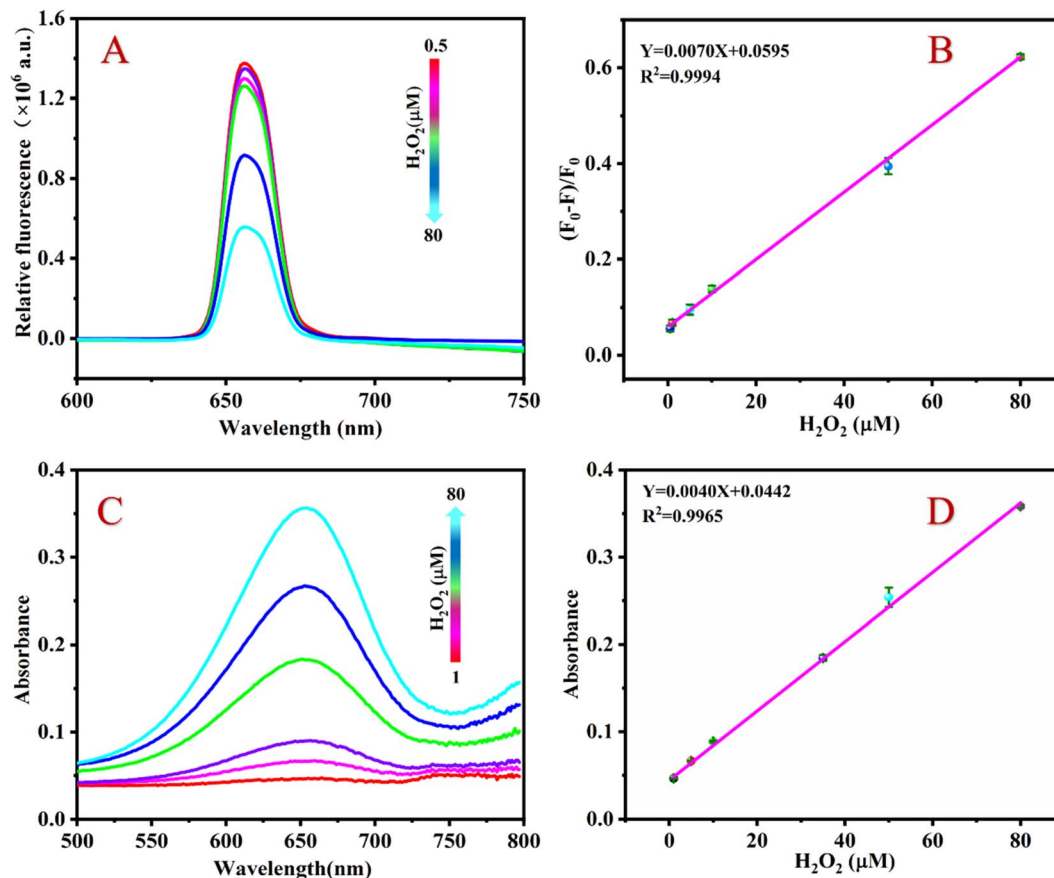 A
1.6
1.2
0.8
0.4
0.0
Relative fluorescence (×10⁶ a.u.)
0.5
H₂O₂(μM)
80
600
650
700
750
Wavelength (nm)
B
Y=0.0070X+0.0595
R²=0.9994
0.6
0.4
0.2
0.0
(F₀-F)/F₀
0
20
40
60
80
H₂O₂ (μM)
C
0.4
0.3
0.2
0.1
0.0
Absorbance
80
H₂O₂ (μM)
1
500
550
600
650
700
750
800
Wavelength(nm)
D
Y=0.0040X+0.0442
R²=0.9965
0.4
0.3
0.2
0.1
0.0
Absorbance
0
20
40
60
80
H₂O₂ (μM)